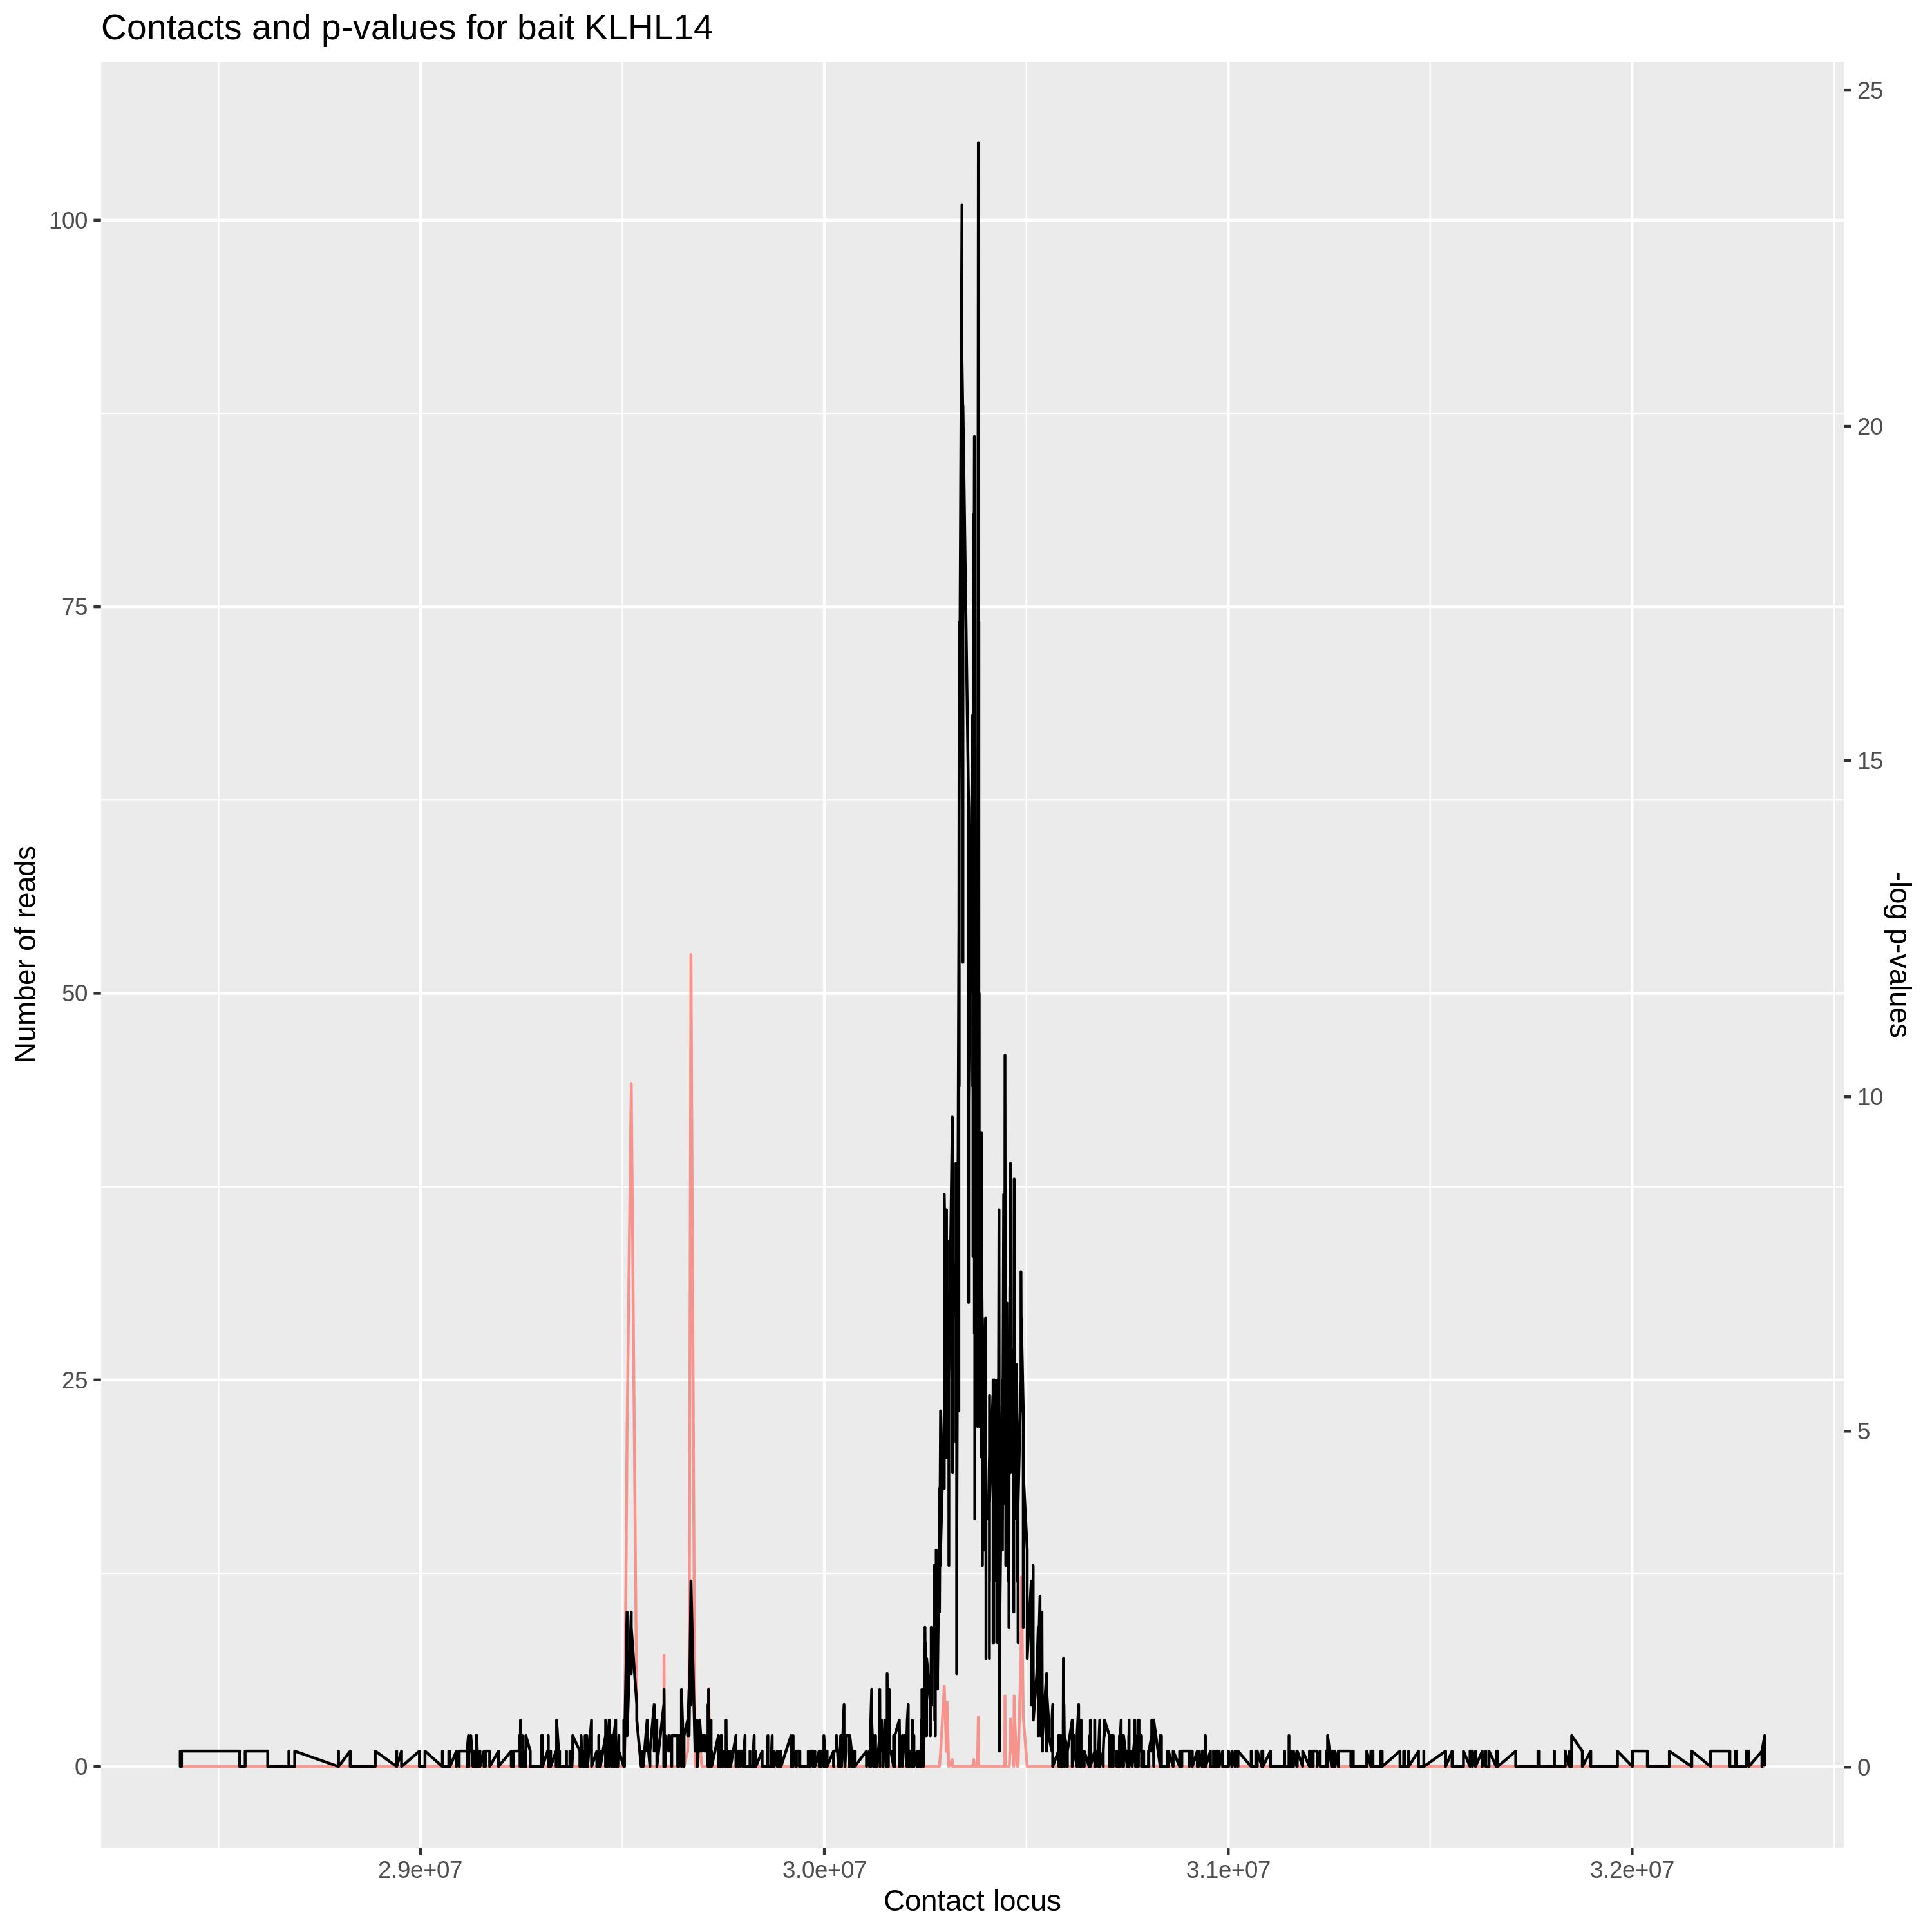 Contacts and p-values for bait KLHL14
100
75
50
25
0
Number of reads
25
20
15
10
5
0
-log p-values
2.9e+07
3.0e+07
3.1e+07
3.2e+07
Contact locus